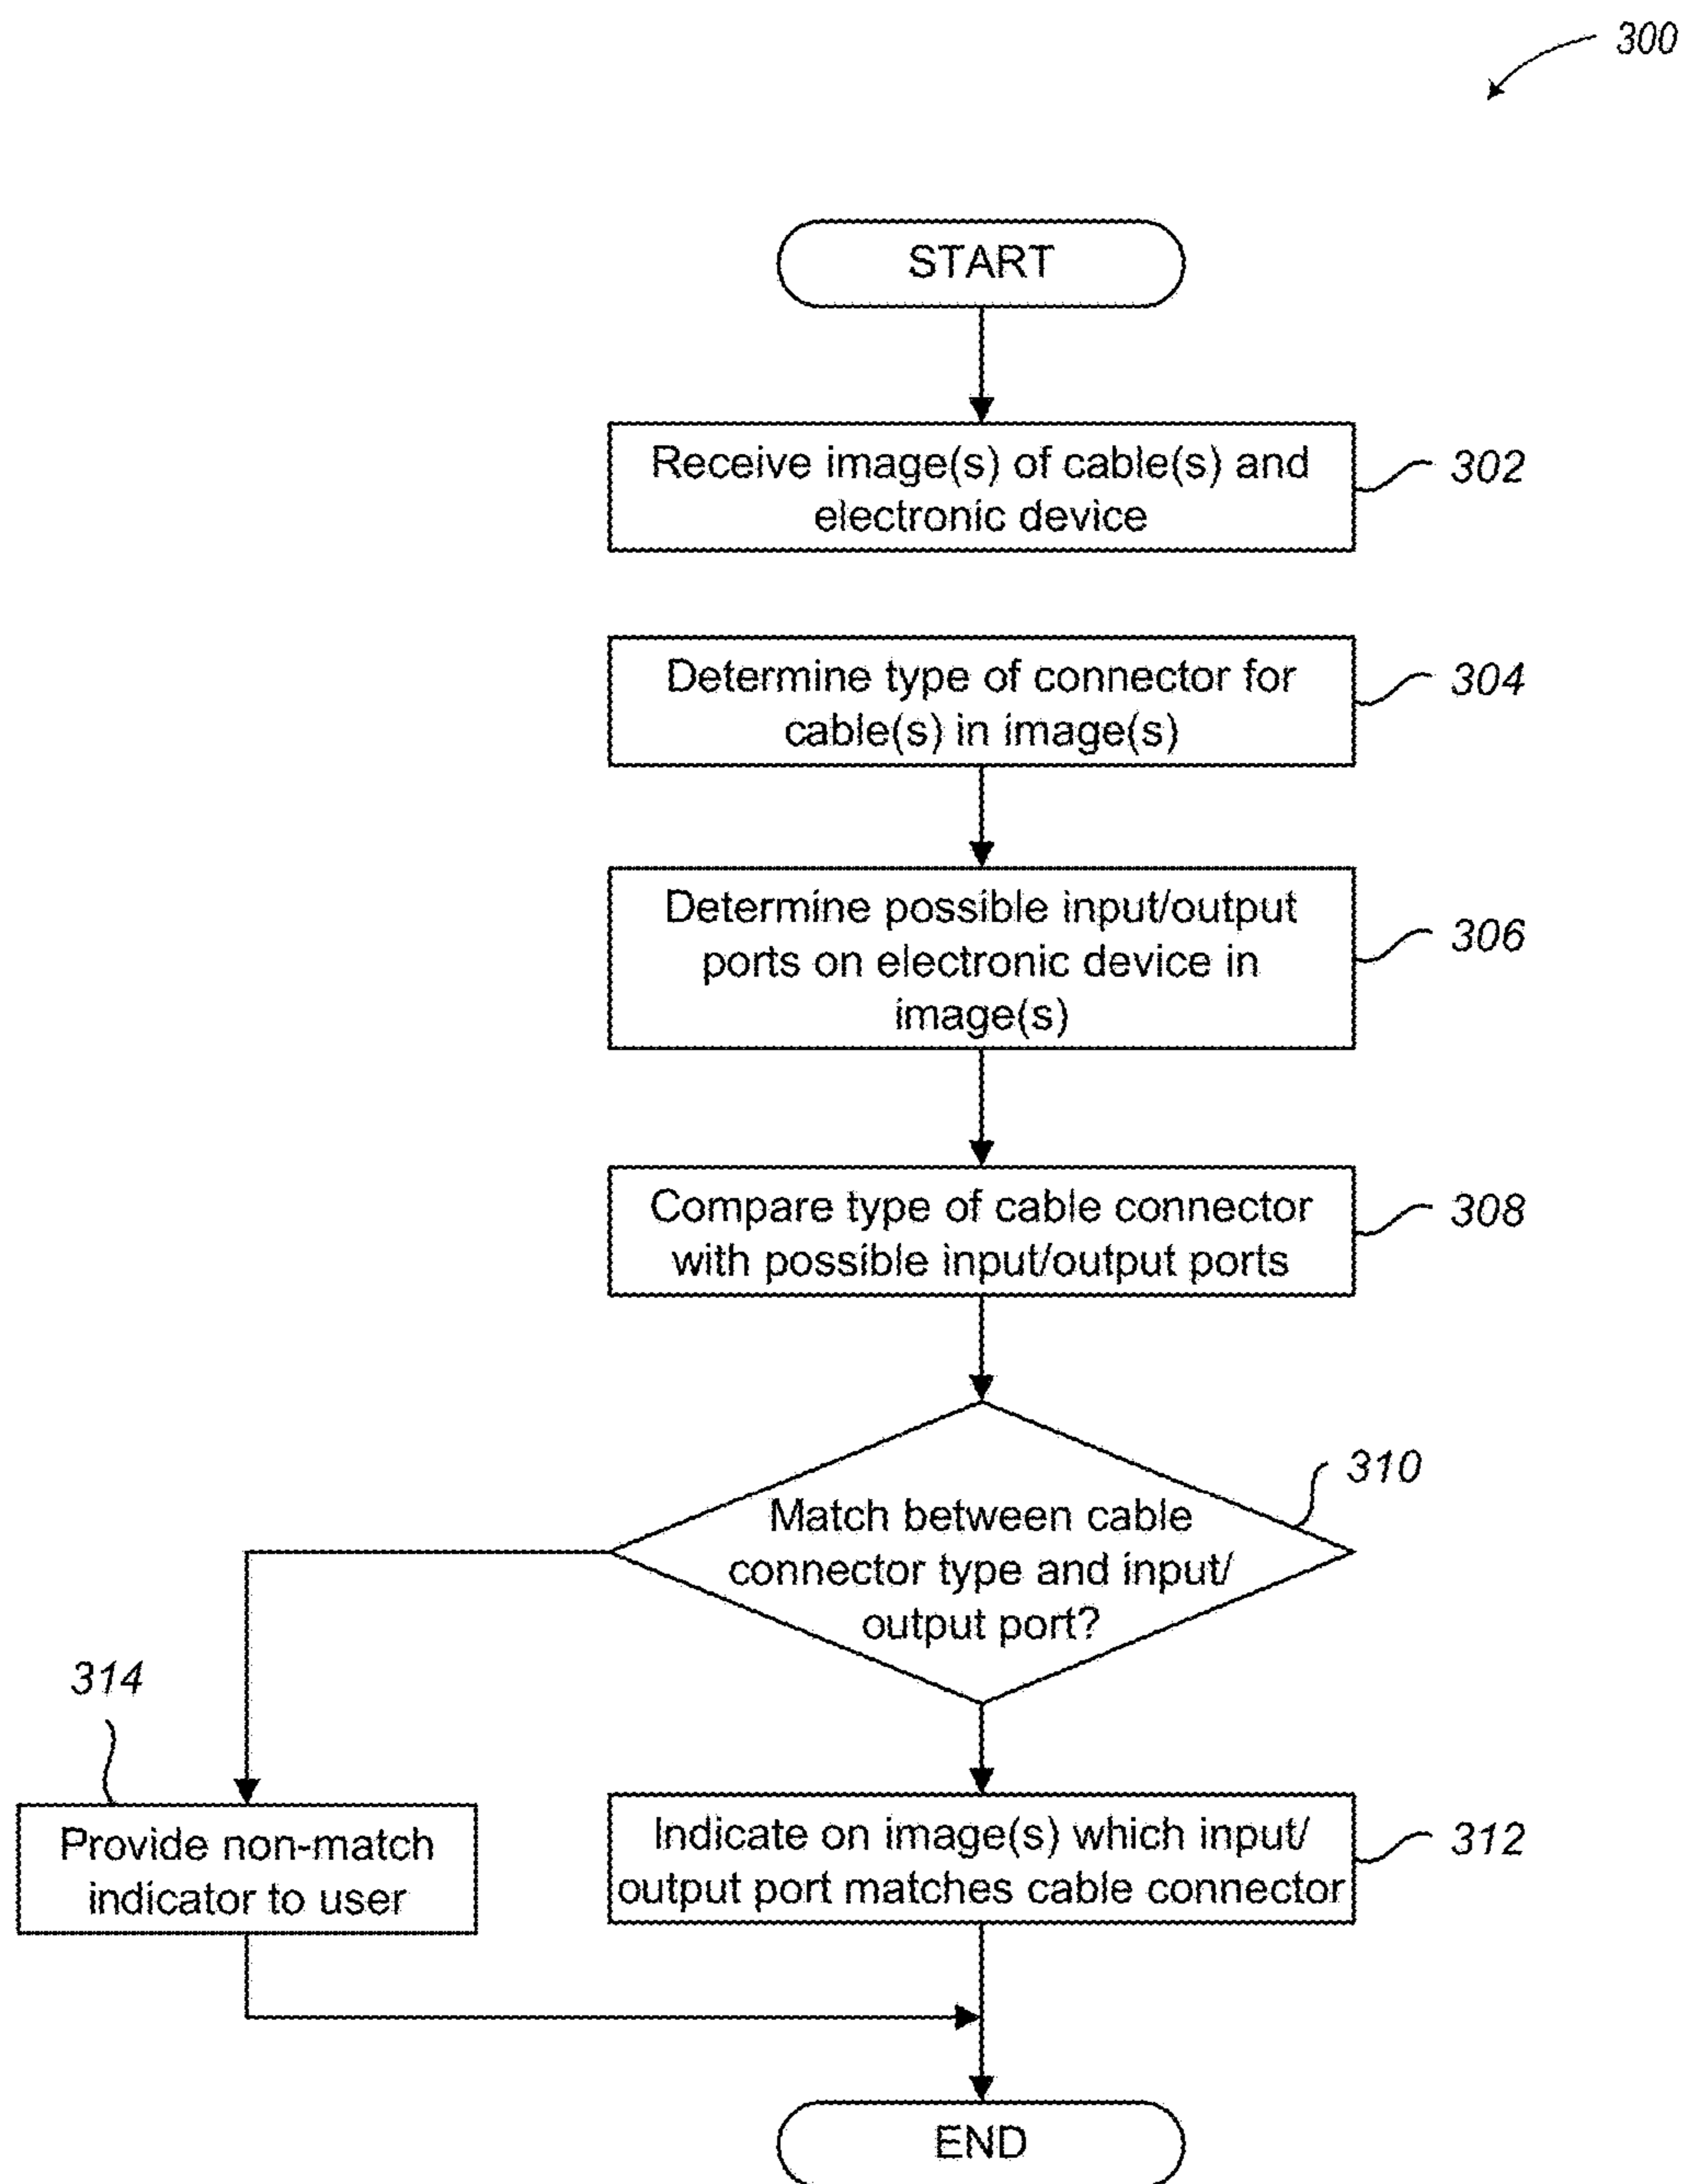 300
START
Receive image(s) of cable(s) and
electronic device
302
Determine type of connector for
cable(s) in image(s)
304
Determine possible input/output
ports on electronic device in
image(s)
306
Compare type of cable connector
with possible input/output ports
308
Match between cable
connector type and input/
output port?
310
314
Provide non-match
indicator to user
Indicate on image(s) which input/
output port matches cable connector
312
END